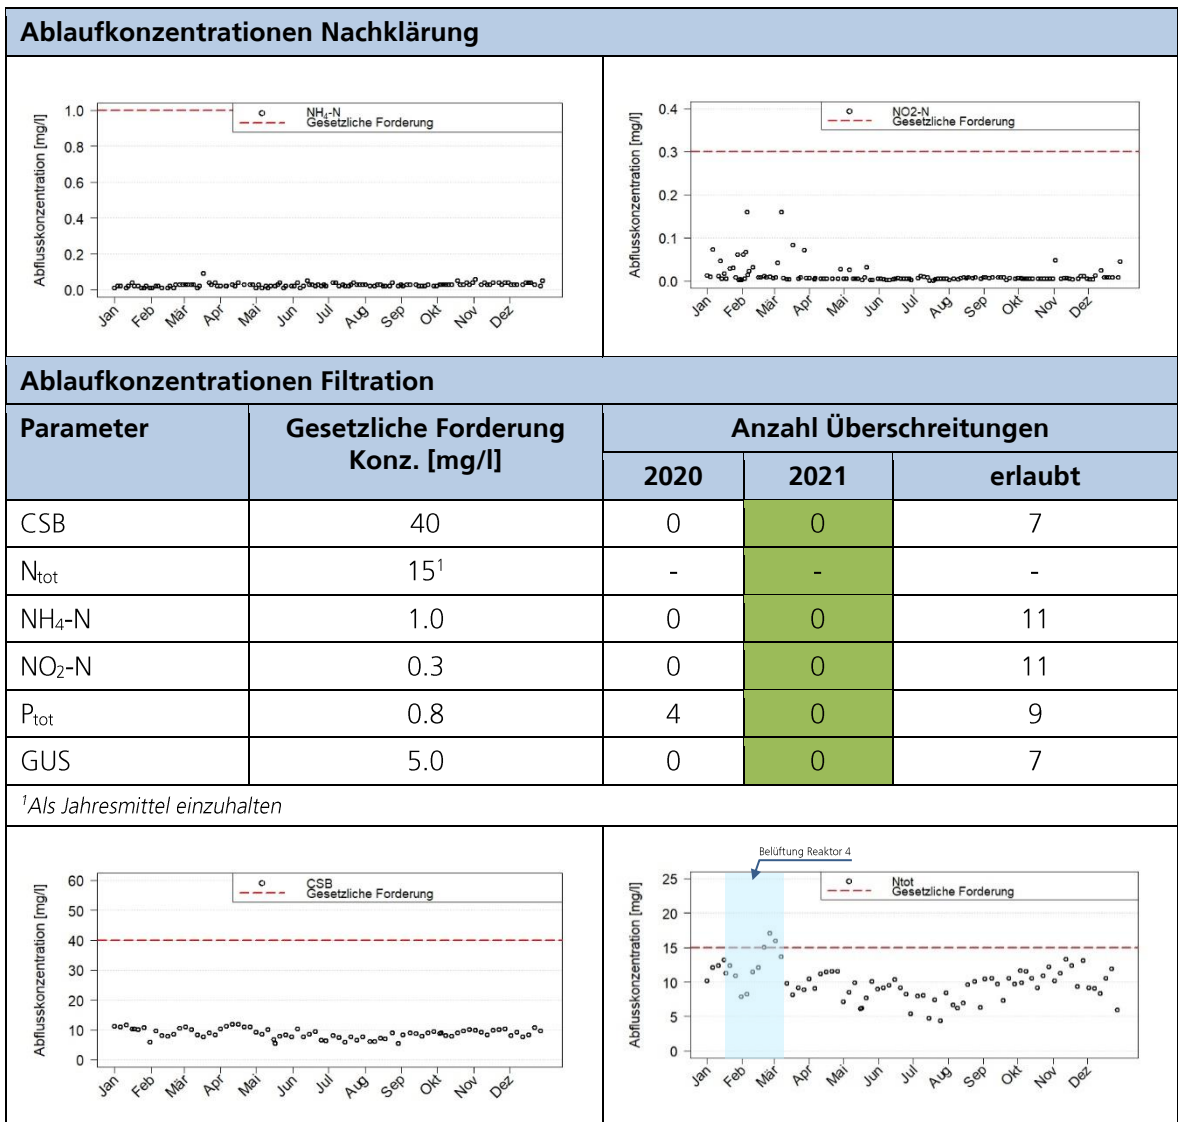 Ablaufkonzentrationen Nachklärung
Abflusskonzentration [mg/l]
1.0
0.8
0.6
0.4
0.2
0.0
NH₄-N
Gesetzliche Forderung
Jan Feb Mär Apr Mai Jun Jul Aug Sep Okt Nov Dez
Abflusskonzentration [mg/l]
0.4
0.3
0.2
0.1
0.0
NO2-N
Gesetzliche Forderung
Jan Feb Mär Apr Mai Jun Jul Aug Sep Okt Nov Dez
Ablaufkonzentrationen Filtration
Parameter Gesetzliche Forderung Konz. [mg/l] Anzahl Überschreitungen
2020 2021 erlaubt
CSB 40 0 0 7
Ntot 15¹ - - -
NH₄-N 1.0 0 0 11
NO₂-N 0.3 0 0 11
Ptot 0.8 4 0 9
GUS 5.0 0 0 7
¹Als Jahresmittel einzuhalten
Abflusskonzentration [mg/l]
60
50
40
30
20
10
0
CSB
Gesetzliche Forderung
Jan Feb Mär Apr Mai Jun Jul Aug Sep Okt Nov Dez
Belüftung Reaktor 4
Abflusskonzentration [mg/l]
25
20
15
10
5
0
Ntot
Gesetzliche Forderung
Jan Feb Mär Apr Mai Jun Jul Aug Sep Okt Nov Dez